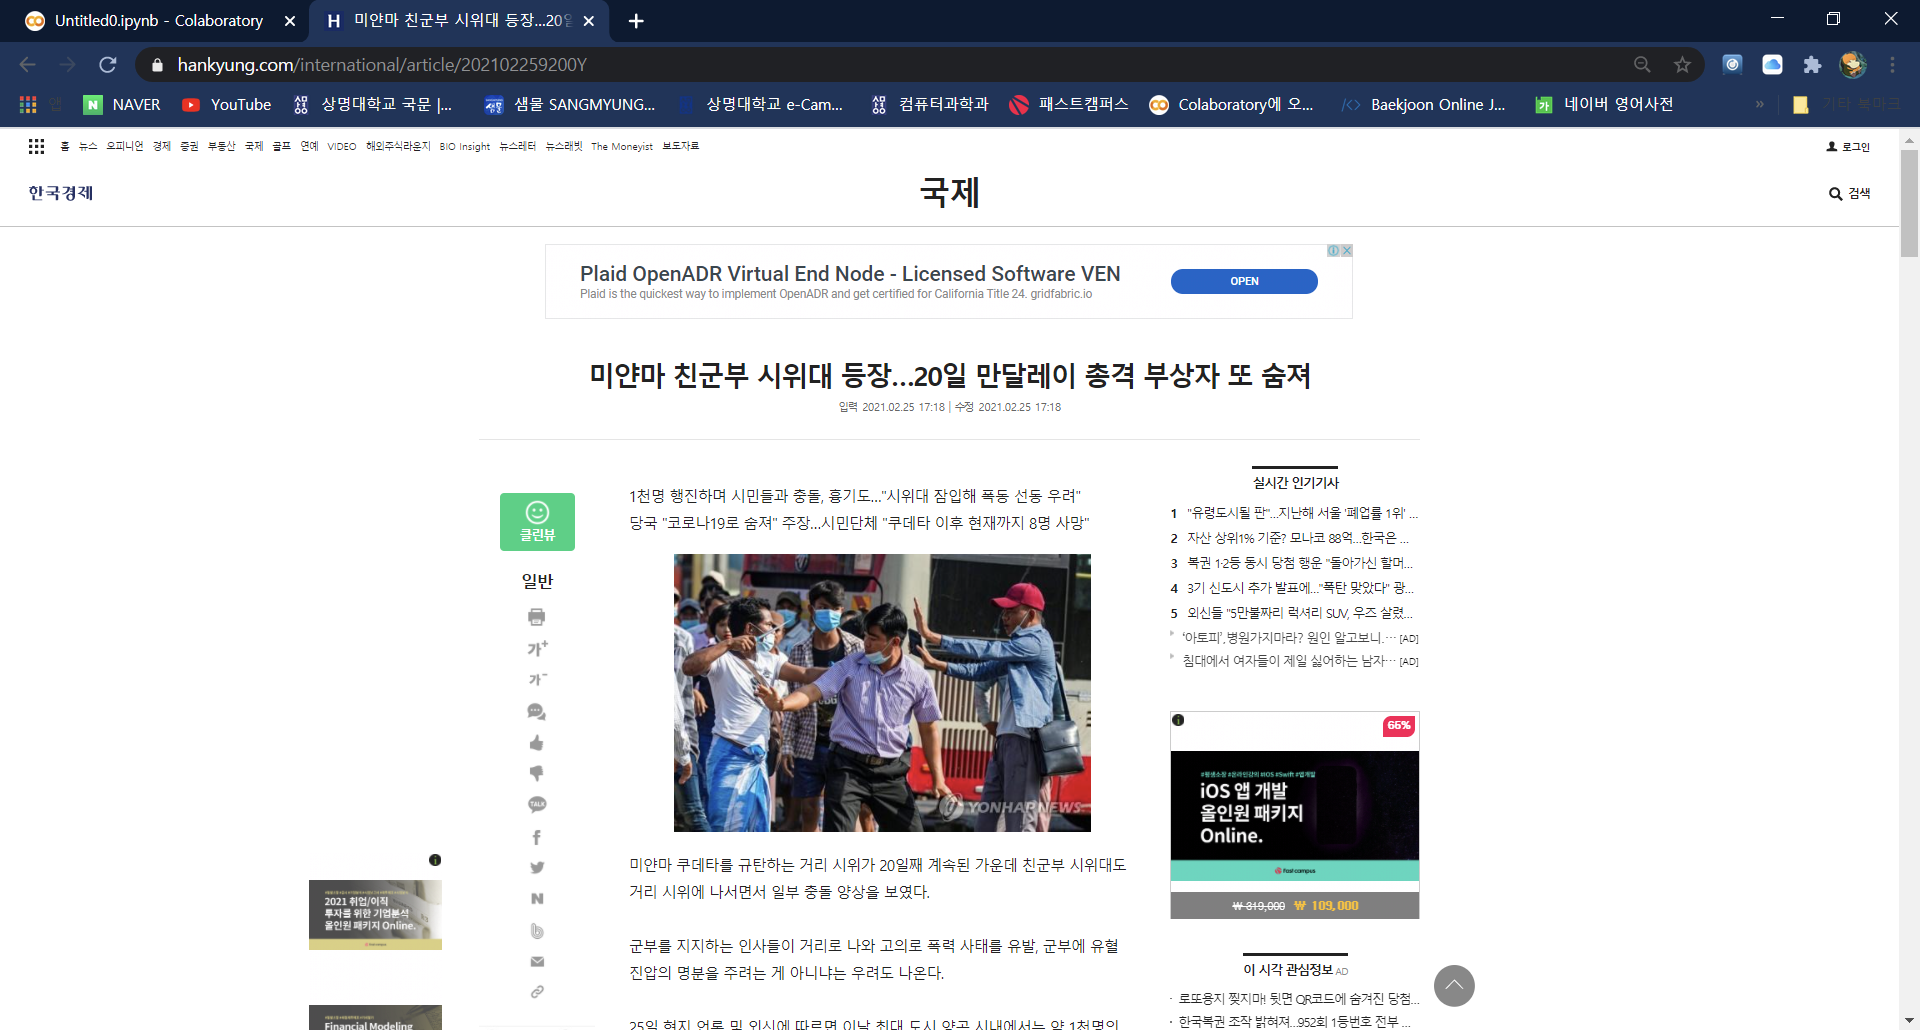 Untitled0.ipynb - Colaboratory
미얀마 친군부 시위대 등장...20일
hankyung.com/international/article/202102259200Y
앱
NAVER
YouTube
상명대학교 국문 |...
샘물 SANGMYUNG...
상명대학교 e-Cam...
컴퓨터과학과
패스트캠퍼스
Colaboratory에 오...
Baekjoon Online J...
네이버 영어사전
기타 북마크
홈 뉴스 오피니언 경제 증권 부동산 국제 골프 연예 VIDEO 해외주식라운지 BIO Insight 뉴스레터 뉴스래빗 The Moneyist 보도자료
로그인
한국경제
국제
검색
Plaid OpenADR Virtual End Node - Licensed Software VEN
Plaid is the quickest way to implement OpenADR and get certified for California Title 24. gridfabric.io
OPEN
미얀마 친군부 시위대 등장...20일 만달레이 총격 부상자 또 숨져
입력 2021.02.25 17:18 | 수정 2021.02.25 17:18
클린뷰
일반
가+
가-
TALK
1천명 행진하며 시민들과 충돌, 흉기도..."시위대 잠입해 폭동 선동 우려"
당국 "코로나19로 숨져" 주장...시민단체 "쿠데타 이후 현재까지 8명 사망"
YONHAPNEWS
미얀마 쿠데타를 규탄하는 거리 시위가 20일째 계속된 가운데 친군부 시위대도
거리 시위에 나서면서 일부 충돌 양상을 보였다.
군부를 지지하는 인사들이 거리로 나와 고의로 폭력 사태를 유발, 군부에 유혈
진압의 명분을 주려는 게 아니냐는 우려도 나온다.
25일 현지 언론 및 외신에 따르면 이날 최대 도시 양곤 시내에서는 약 1천명의
실시간 인기기사
1 "유령도시될 판"...지난해 서울 '폐업률 1위' ...
2 자산 상위1% 기준? 모나코 88억...한국은 ...
3 복권 1·2등 동시 당첨 행운 "돌아가신 할머...
4 3기 신도시 추가 발표에..."폭탄 맞았다" 광...
5 외신들 "5만불짜리 럭셔리 SUV, 우즈 살렸...
'아토피',병원가지마라? 원인 알고보니.… [AD]
침대에서 여자들이 제일 싫어하는 남자… [AD]
65%
#평생소장 #온라인강의 #iOS #Swift #앱개발
iOS 앱 개발
올인원 패키지
Online.
fast campus
₩ 319,000 ₩ 109,000
이 시각 관심정보 AD
· 로또용지 찢지마! 뒷면 QR코드에 숨겨진 당첨...
· 한국복권 조작 밝혀져...952회 1등번호 전부 ...
2021 취업/이직
투자를 위한 기업분석
올인원 패키지 Online.
fast campus
Financial Modeling